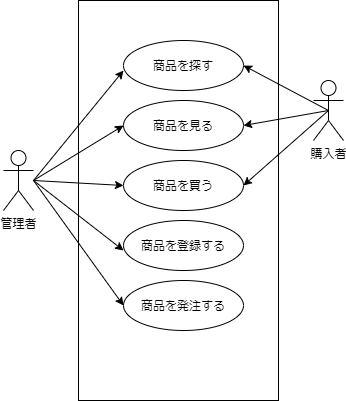 商品を探す
商品を見る
商品を買う
商品を登録する
商品を発注する
管理者
購入者